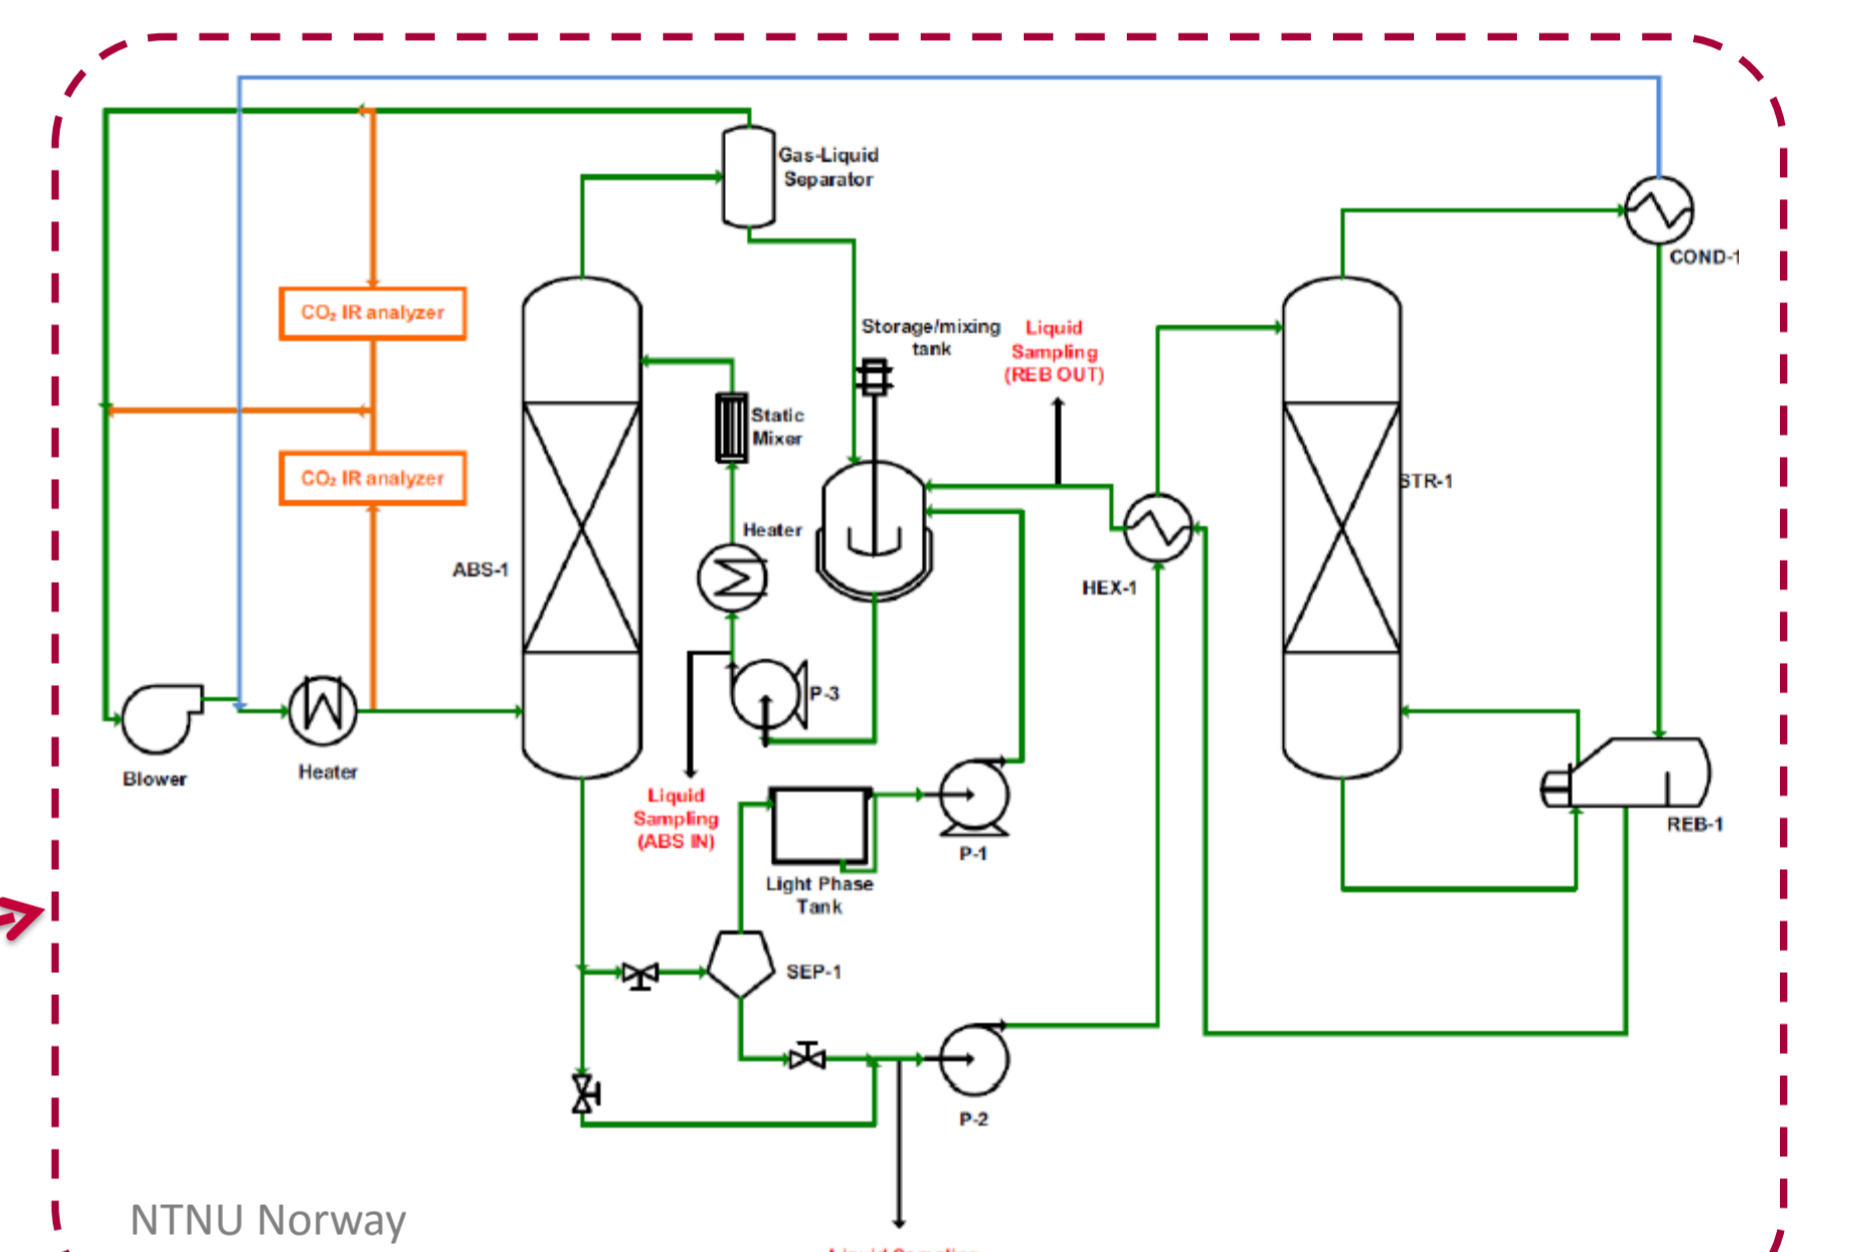 Gas-Liquid
Separator
COND-1
CO₂ IR analyzer
Storage/mixing
tank
Liquid
Sampling
(REB OUT)
Static
Mixer
CO₂ IR analyzer
STR-1
Heater
ABS-1
HEX-1
P-3
Blower
Heater
Liquid
Sampling
(ABS IN)
REB-1
P-1
Light Phase
Tank
SEP-1
P-2
NTNU Norway